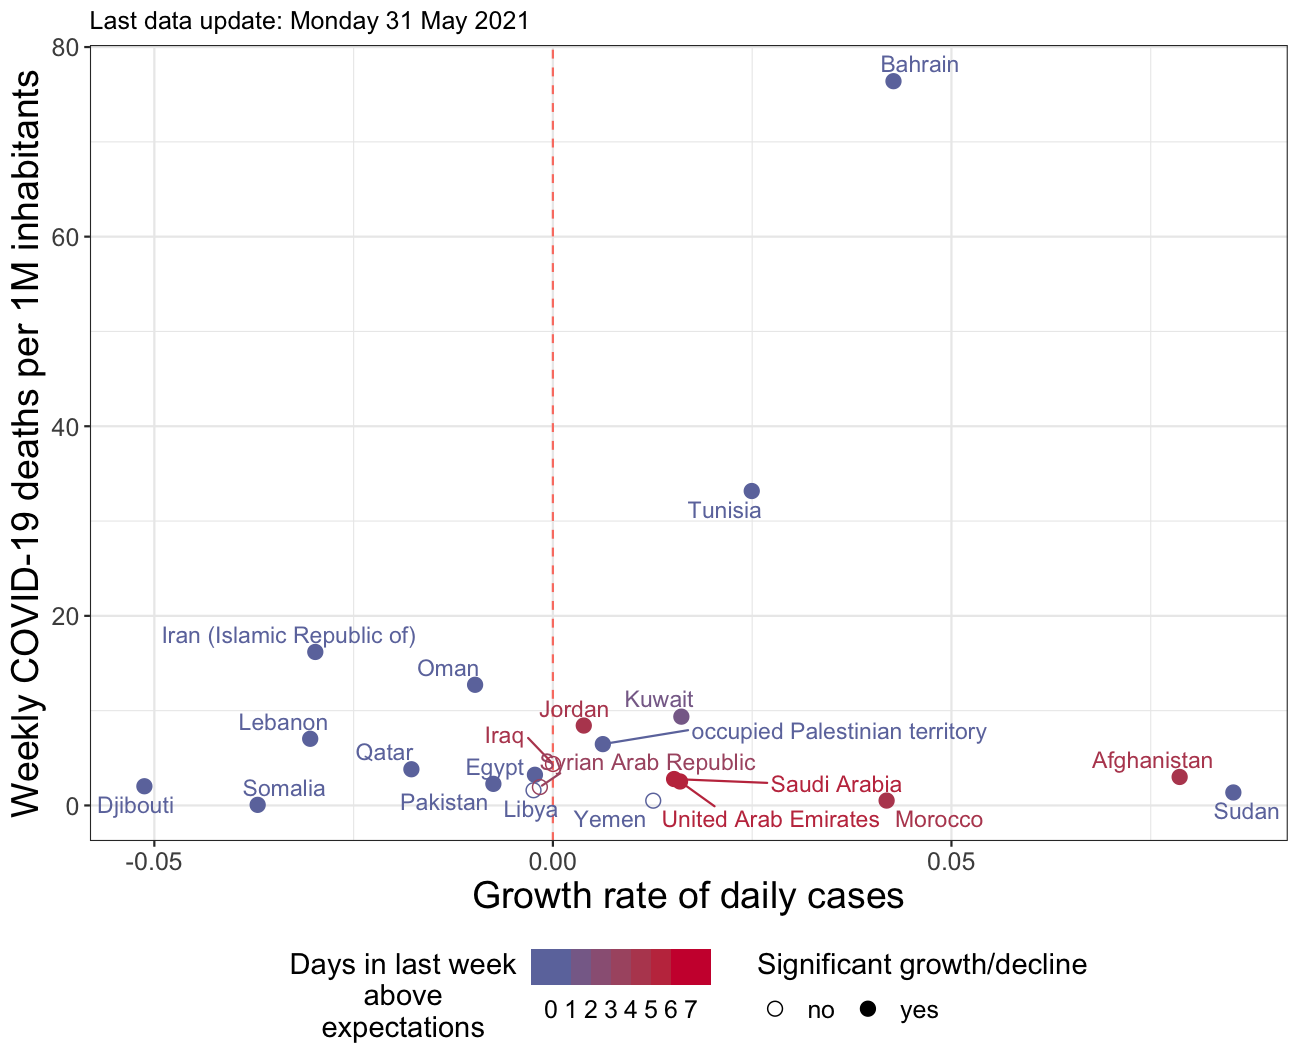 Last data update: Monday 31 May 2021
Weekly COVID-19 deaths per 1M inhabitants
80
60
40
20
0
Bahrain
Tunisia
Iran (Islamic Republic of)
Oman
Kuwait
Jordan
Lebanon
occupied Palestinian territory
Iraq
Qatar
Syrian Arab Republic
Afghanistan
Egypt
Somalia
Saudi Arabia
Pakistan
Djibouti
Libya
Sudan
Yemen
United Arab Emirates
Morocco
-0.05
0.00
0.05
Growth rate of daily cases
Days in last week
above
expectations
0 1 2 3 4 5 6 7
Significant growth/decline
no
yes